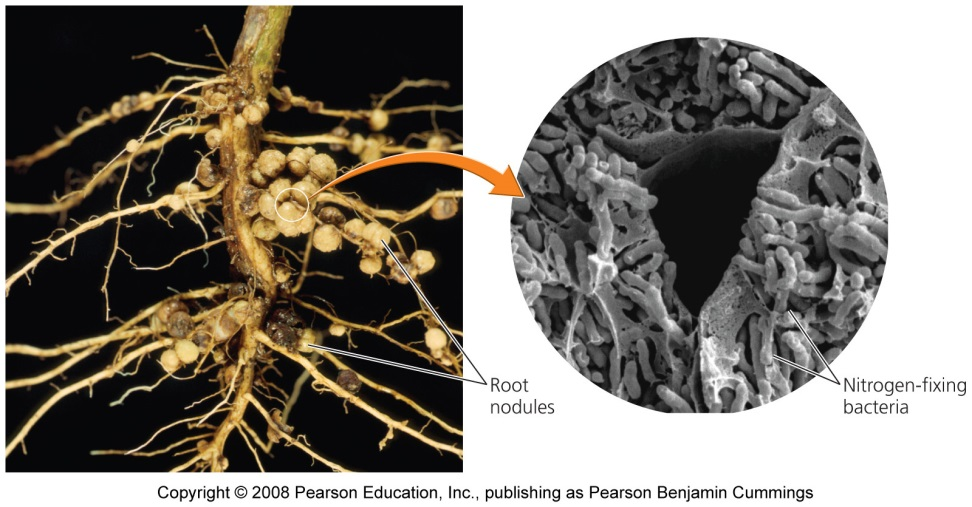 Root
nodules
Nitrogen-fixing
bacteria
Copyright © 2008 Pearson Education, Inc., publishing as Pearson Benjamin Cummings